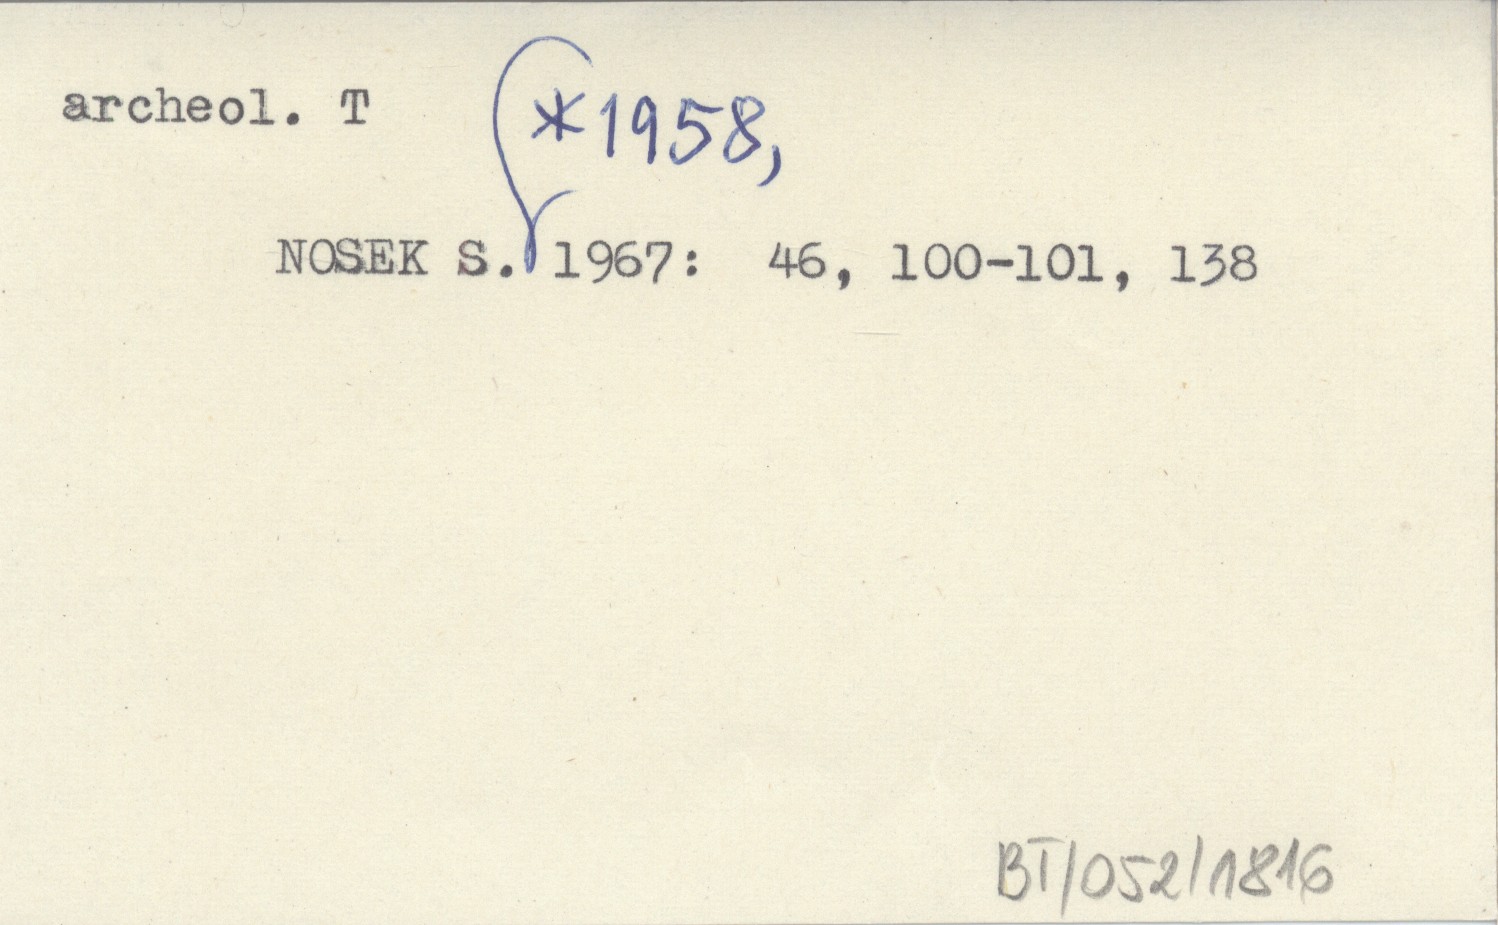 archeol. T
*1958,
NOSEK S. 1967: 46, 100-101, 138
BT/052/1816